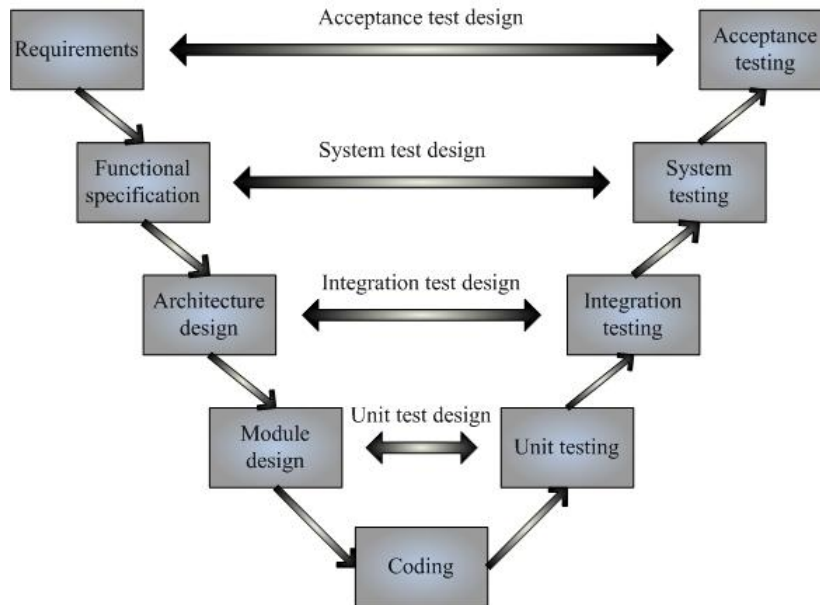 Acceptance test design
Requirements
Acceptance
testing
System test design
Functional
specification
System
testing
Integration test design
Architecture
design
Integration
testing
Unit test design
Module
design
Unit testing
Coding